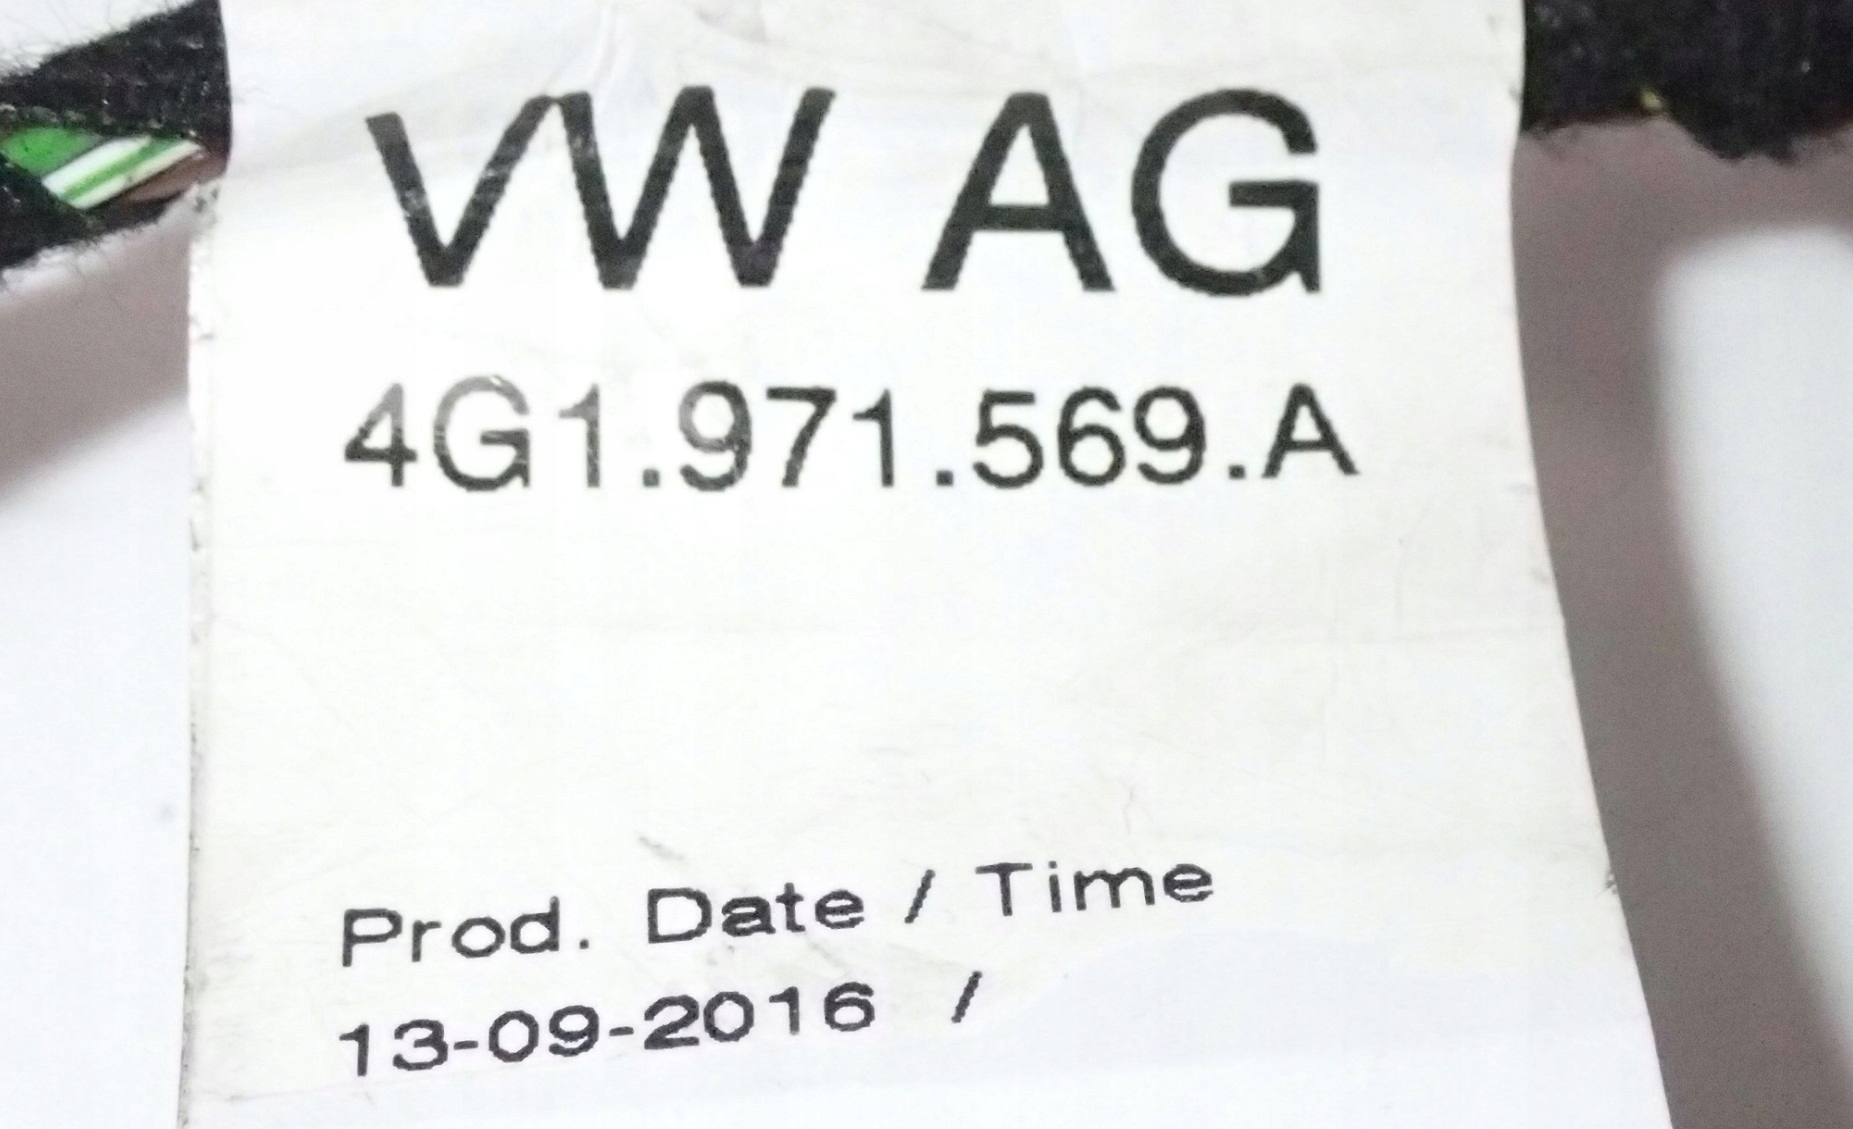 VW AG
4G1.971.569.A
Prod. Date / Time
13-09-2016 /